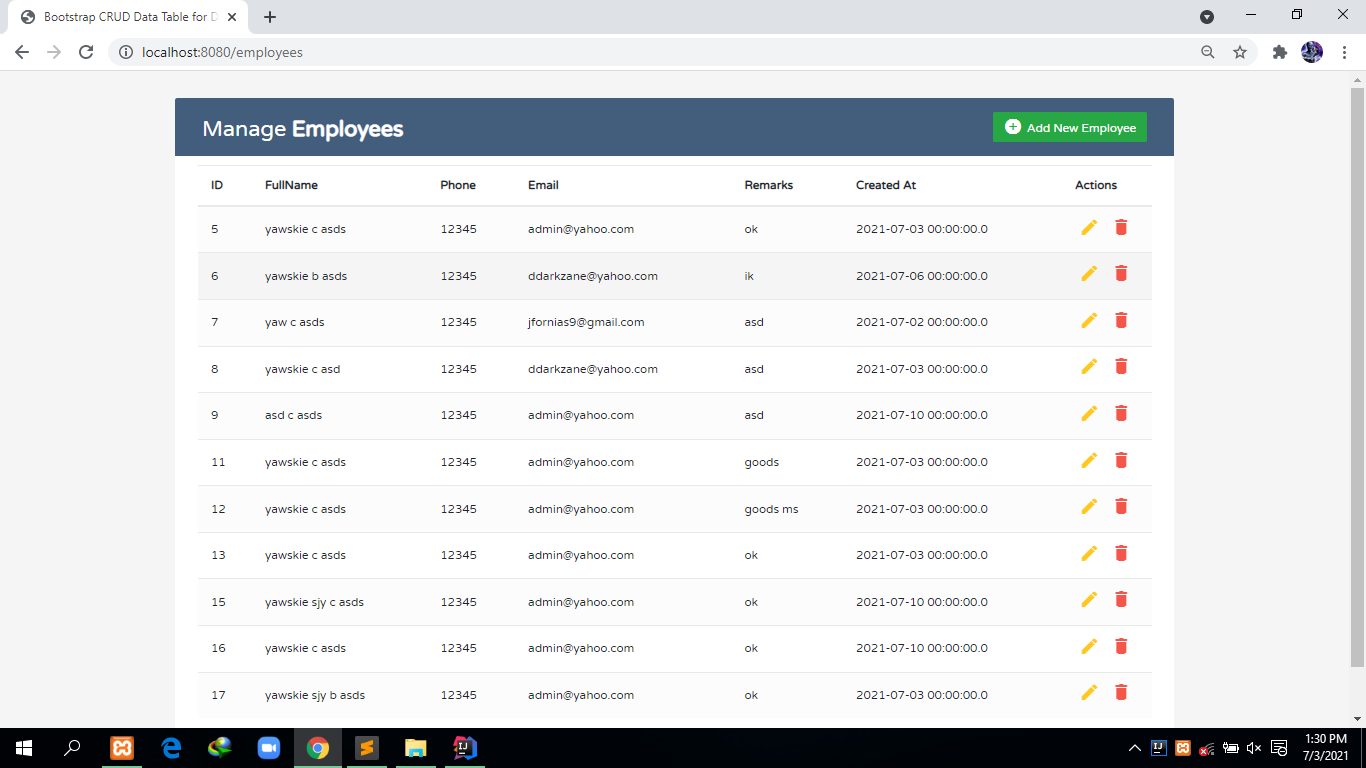 Bootstrap CRUD Data Table for D
localhost:8080/employees
Manage Employees
Add New Employee
ID FullName Phone Email Remarks Created At Actions
5 yawskie c asds 12345 admin@yahoo.com ok 2021-07-03 00:00:00.0
6 yawskie b asds 12345 ddarkzane@yahoo.com ik 2021-07-06 00:00:00.0
7 yaw c asds 12345 jfornias9@gmail.com asd 2021-07-02 00:00:00.0
8 yawskie c asd 12345 ddarkzane@yahoo.com asd 2021-07-03 00:00:00.0
9 asd c asds 12345 admin@yahoo.com asd 2021-07-10 00:00:00.0
11 yawskie c asds 12345 admin@yahoo.com goods 2021-07-03 00:00:00.0
12 yawskie c asds 12345 admin@yahoo.com goods ms 2021-07-03 00:00:00.0
13 yawskie c asds 12345 admin@yahoo.com ok 2021-07-03 00:00:00.0
15 yawskie sjy c asds 12345 admin@yahoo.com ok 2021-07-10 00:00:00.0
16 yawskie c asds 12345 admin@yahoo.com ok 2021-07-10 00:00:00.0
17 yawskie sjy b asds 12345 admin@yahoo.com ok 2021-07-03 00:00:00.0
IJ
IJ
1:30 PM
7/3/2021